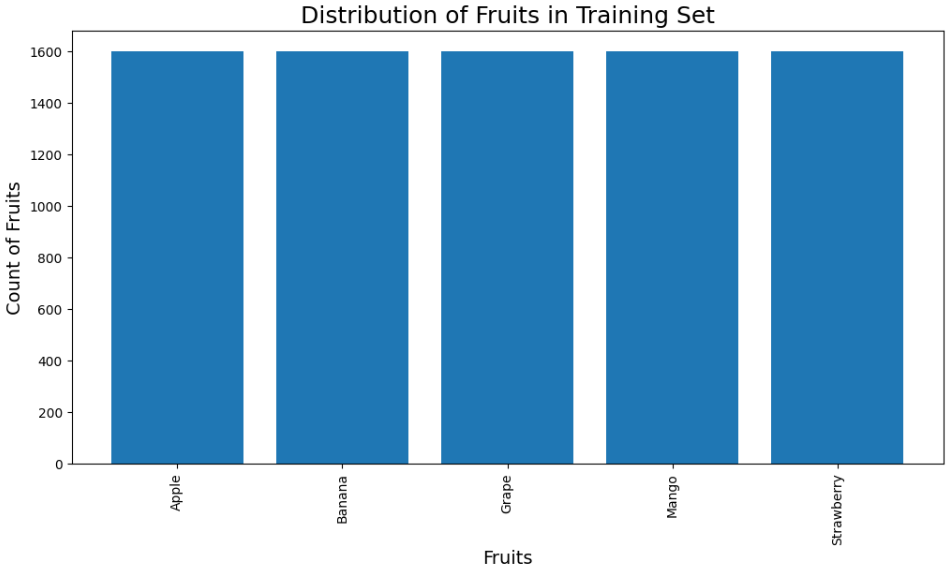 Distribution of Fruits in Training Set
Count of Fruits
1600
1400
1200
1000
800
600
400
200
0
Apple
Banana
Grape
Mango
Strawberry
Fruits